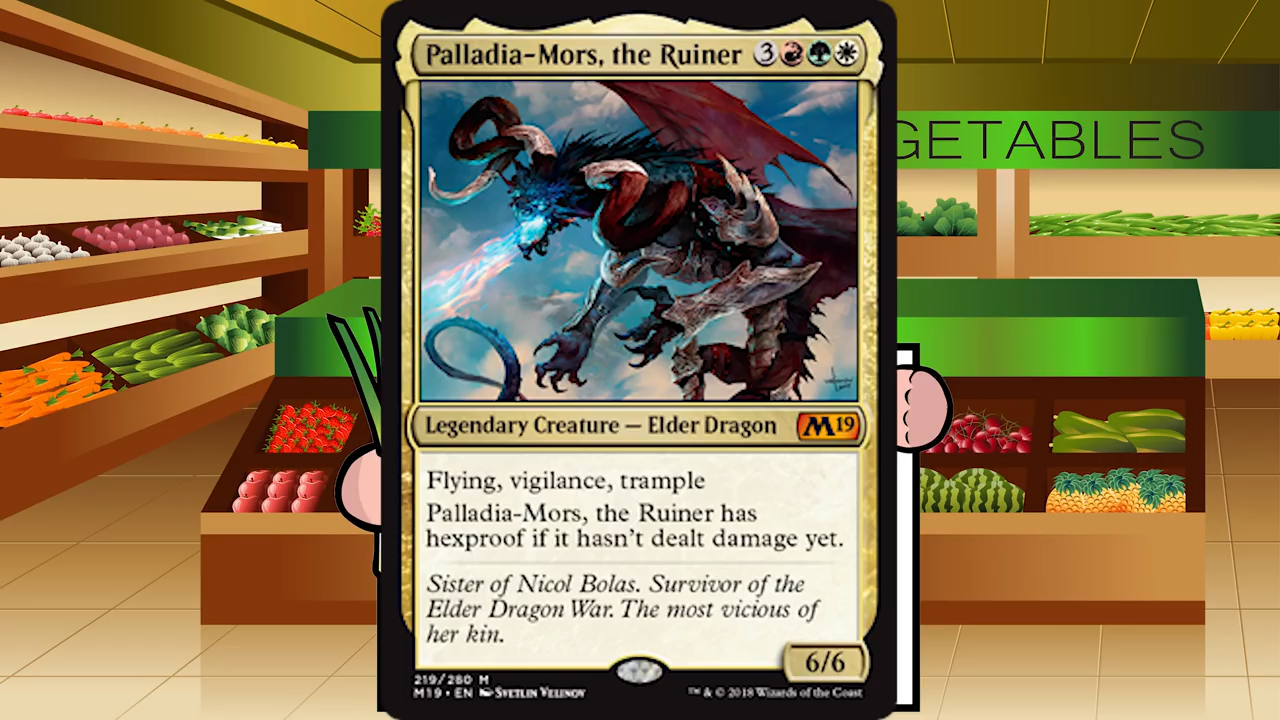 Palladia-Mors, the Ruiner 3
GETABLES
Legendary Creature — Elder Dragon M19
Flying, vigilance, trample
Palladia-Mors, the Ruiner has
hexproof if it hasn't dealt damage yet.
Sister of Nicol Bolas. Survivor of the
Elder Dragon War. The most vicious of
her kin.
6/6
219/280 M
M19 • EN Svetlin Velinov
™ & © 2018 Wizards of the Coast